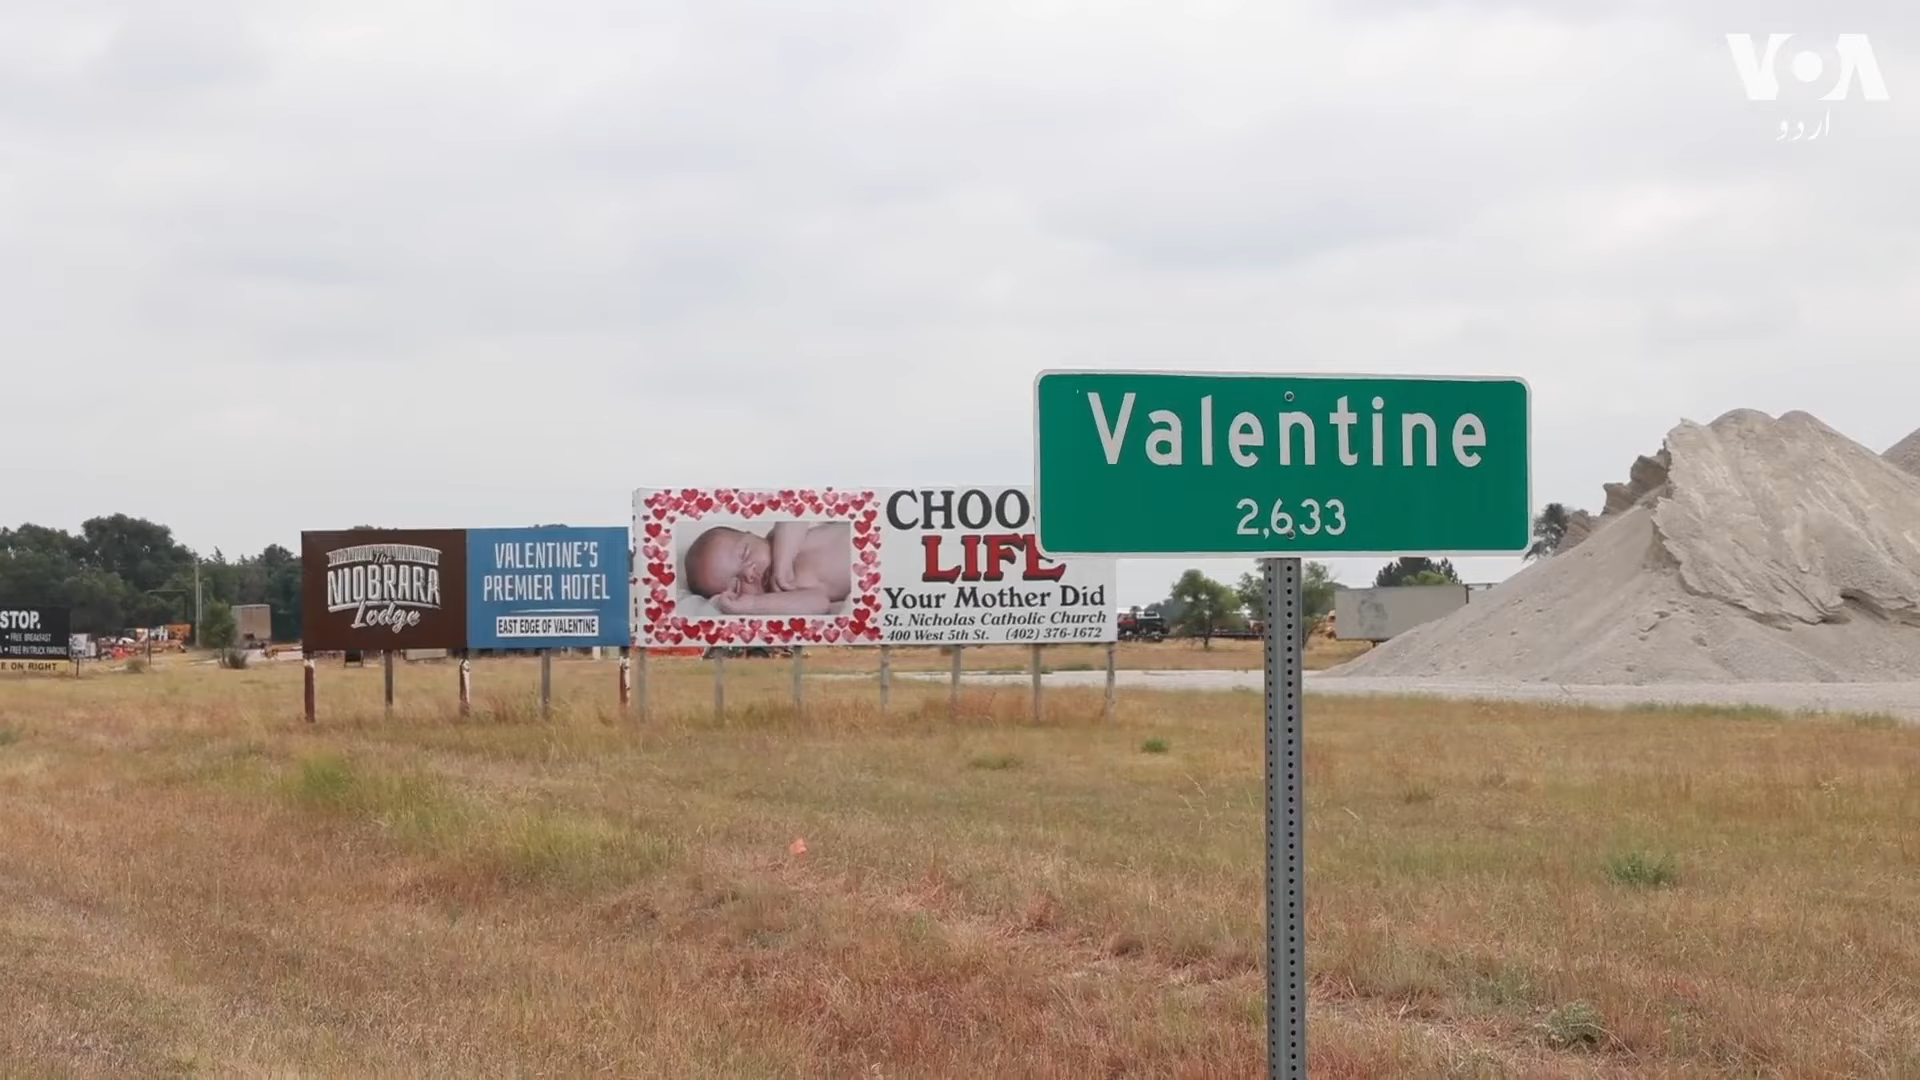 VOA
اردو
Valentine
2,633
CHOO
LIFE
Your Mother Did
St. Nicholas Catholic Church
400 West 5th St. (402) 376-1672
The
NIOBRARA
Lodge
VALENTINE'S
PREMIER HOTEL
EAST EDGE OF VALENTINE
STOP.
• FREE BREAKFAST
• FREE RV/TRUCK PARKING
E ON RIGHT